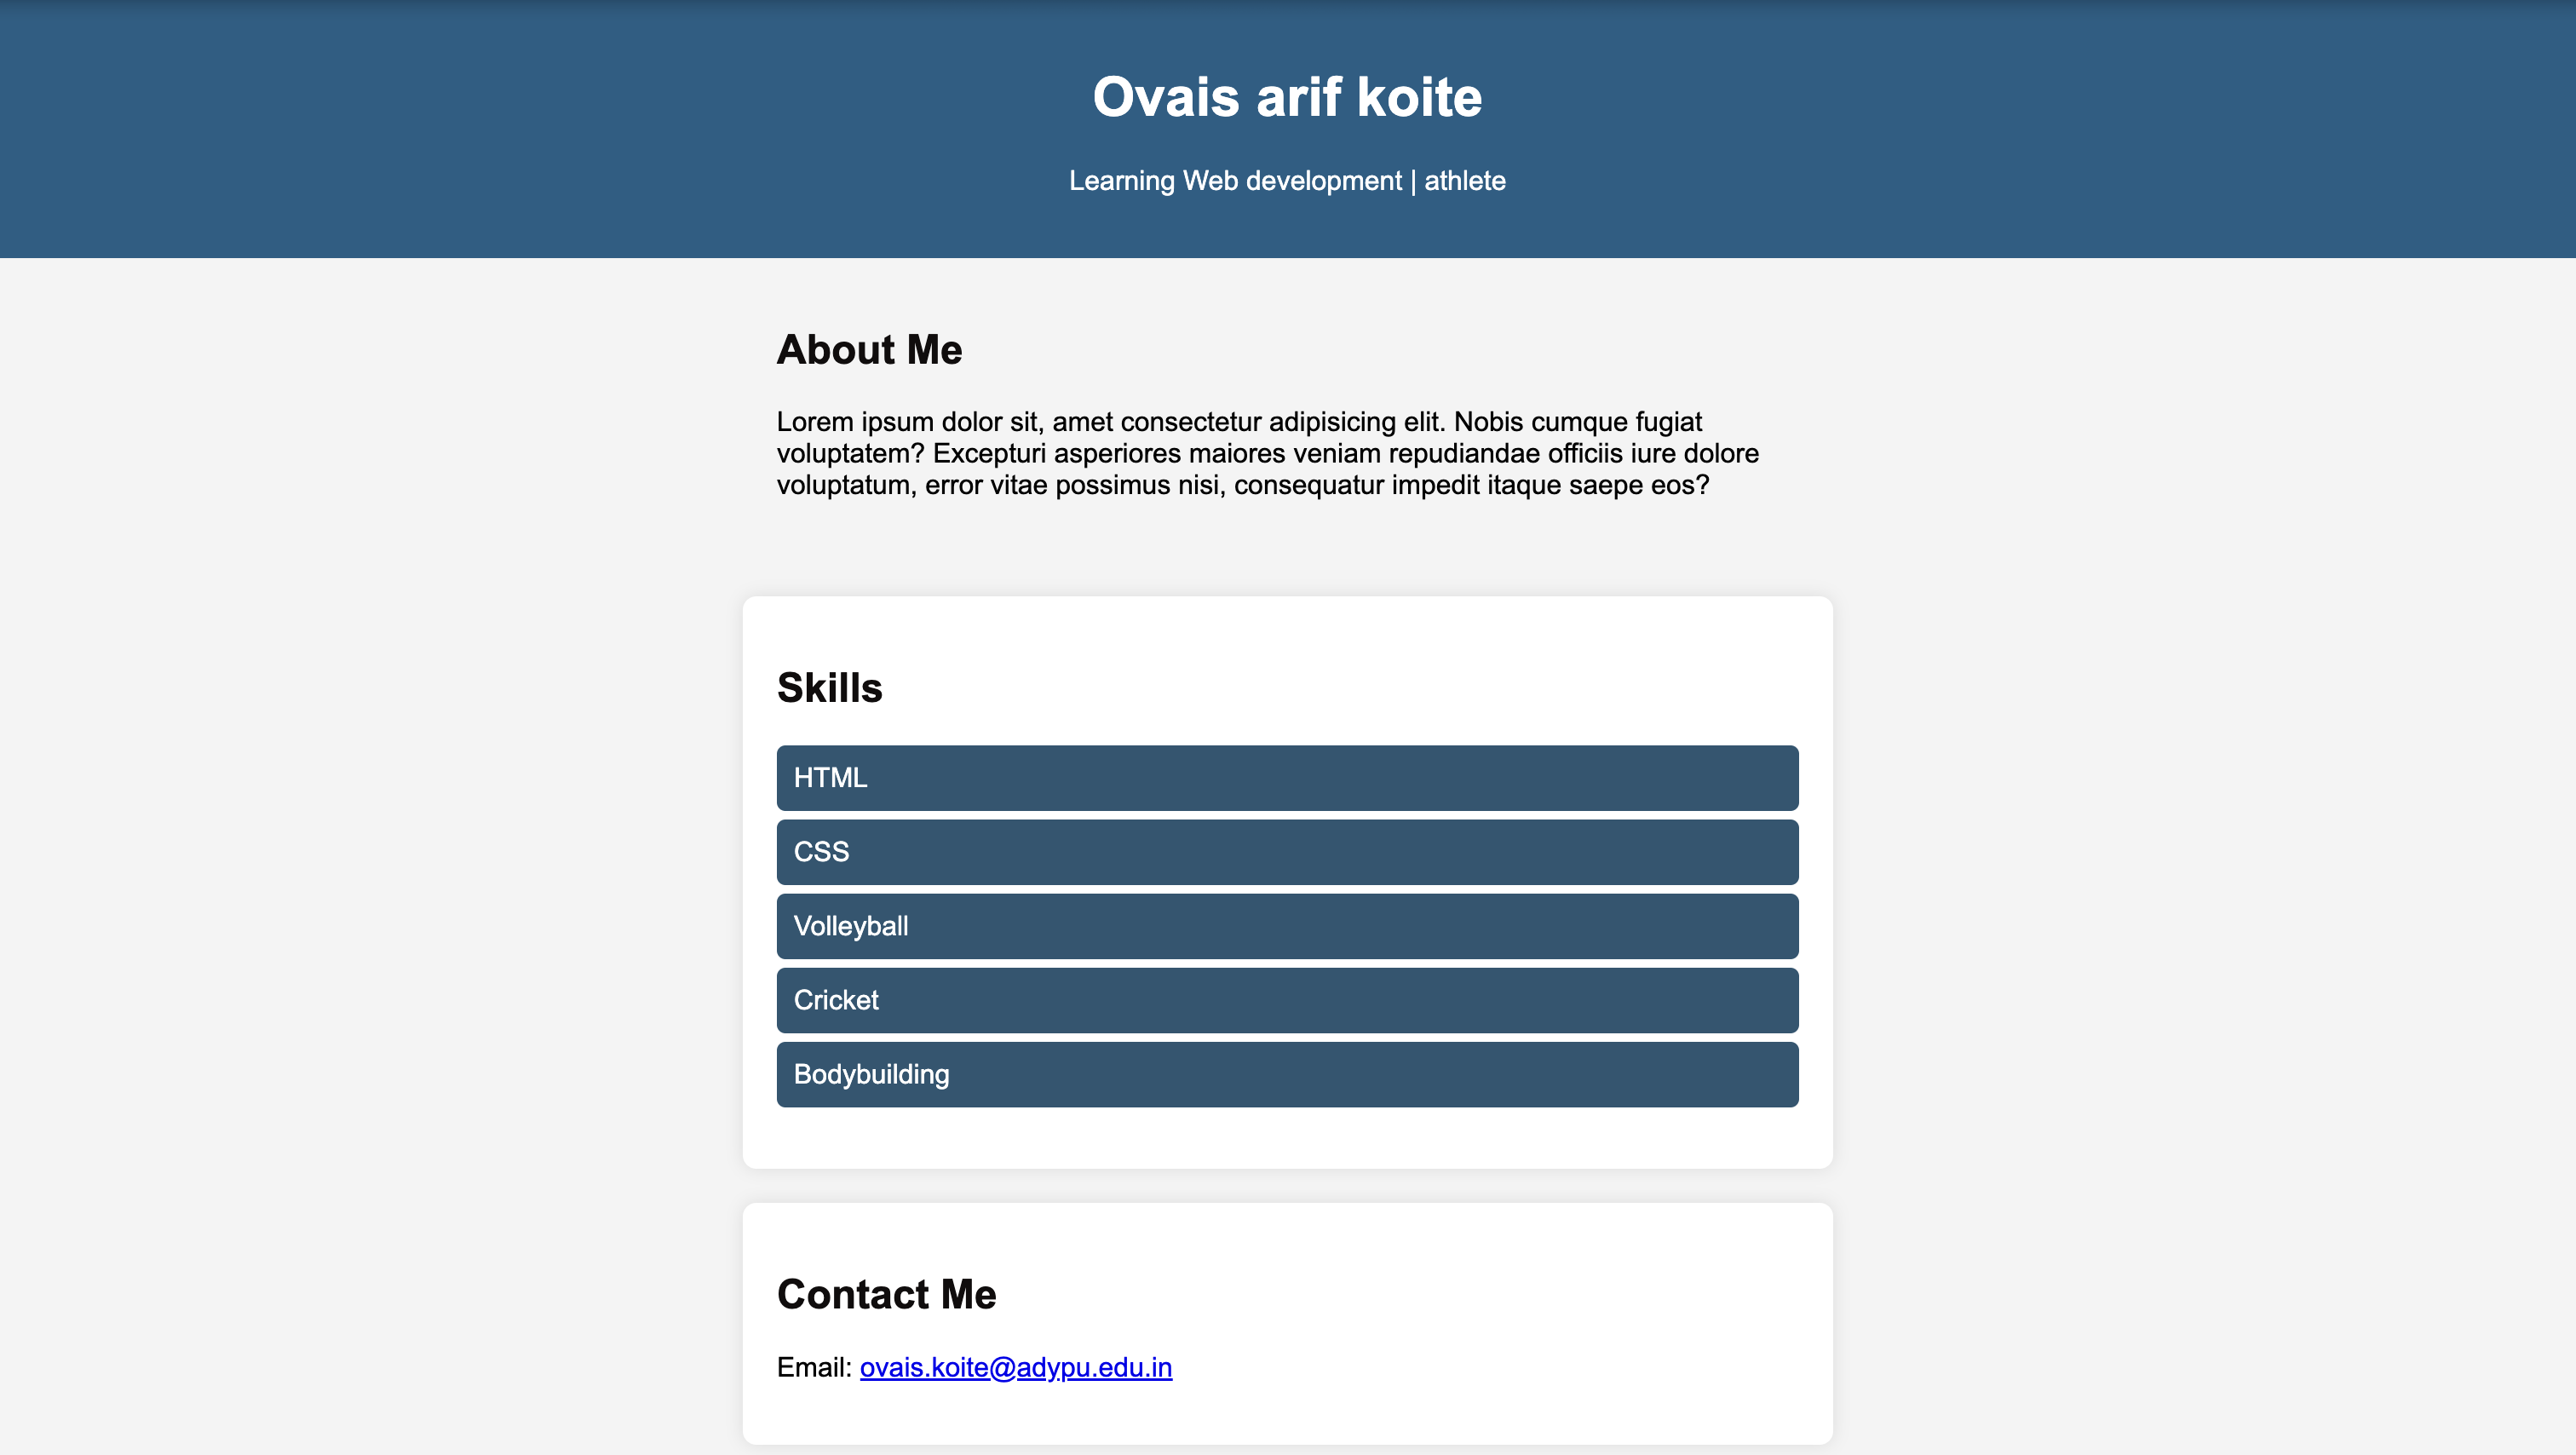 Ovais arif koite
Learning Web development | athlete
About Me
Lorem ipsum dolor sit, amet consectetur adipisicing elit. Nobis cumque fugiat
voluptatem? Excepturi asperiores maiores veniam repudiandae officiis iure dolore
voluptatum, error vitae possimus nisi, consequatur impedit itaque saepe eos?
Skills
HTML
CSS
Volleyball
Cricket
Bodybuilding
Contact Me
Email: ovais.koite@adypu.edu.in